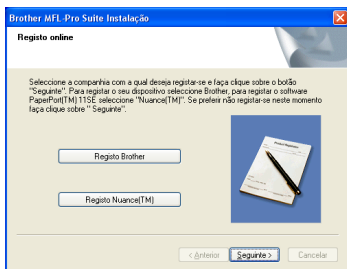 Brother MFL-Pro Suite Instalação
Registo online
Seleccione a companhia com a qual deseja registar-se e faça clique sobre o botão
"Seguinte". Para registar o seu dispositivo seleccione Brother, para registar o software
PaperPort(TM) 11SE seleccione "Nuance(TM)". Se preferir não registar-se neste momento
faça clique sobre " Seguinte".
Registo Brother
Registo Nuance(TM)
Product Registration
< Anterior
Seguinte >
Cancelar